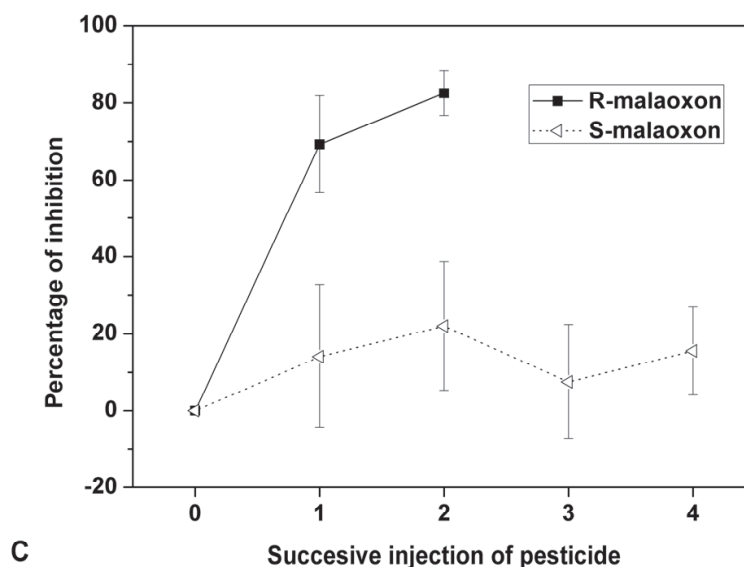 100
80
60
40
20
0
-20
Percentage of inhibition
R-malaoxon
S-malaoxon
0 1 2 3 4
C
Succesive injection of pesticide